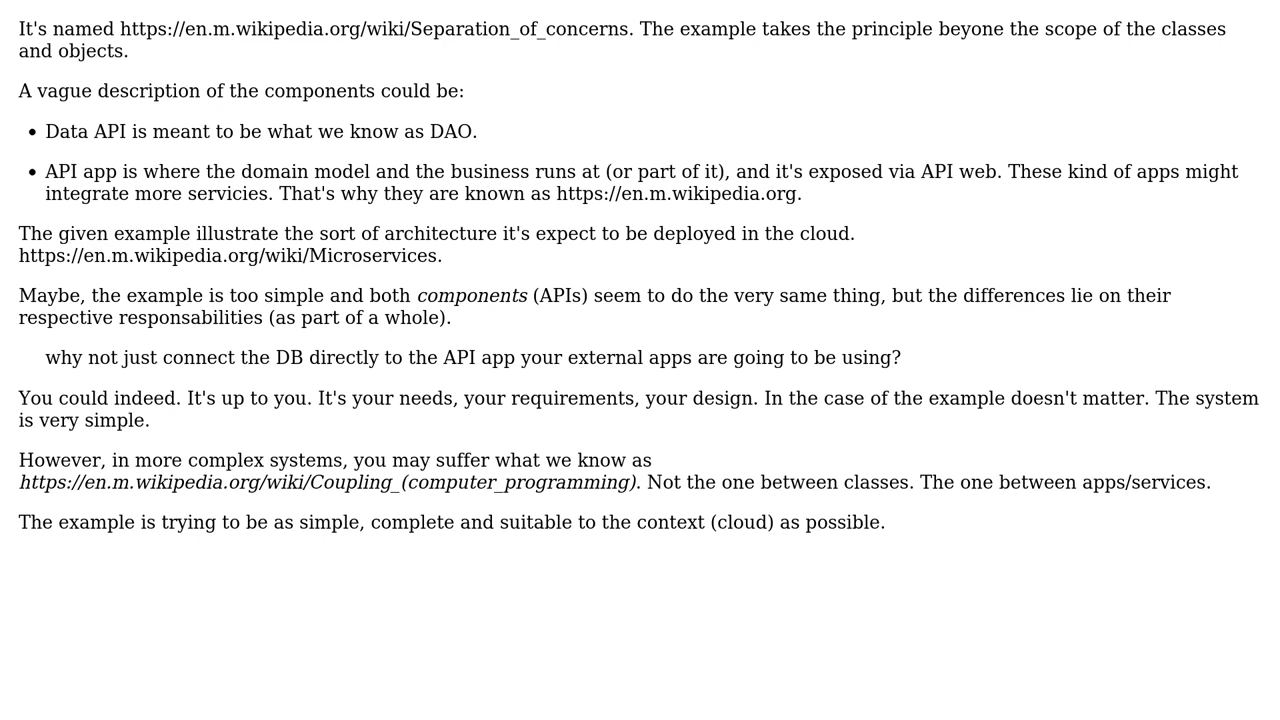 It's named https://en.m.wikipedia.org/wiki/Separation_of_concerns. The example takes the principle beyone the scope of the classes
and objects.
A vague description of the components could be:
• Data API is meant to be what we know as DAO.
• API app is where the domain model and the business runs at (or part of it), and it's exposed via API web. These kind of apps might
integrate more servicies. That's why they are known as https://en.m.wikipedia.org.
The given example illustrate the sort of architecture it's expect to be deployed in the cloud.
https://en.m.wikipedia.org/wiki/Microservices.
Maybe, the example is too simple and both components (APIs) seem to do the very same thing, but the differences lie on their
respective responsabilities (as part of a whole).
why not just connect the DB directly to the API app your external apps are going to be using?
You could indeed. It's up to you. It's your needs, your requirements, your design. In the case of the example doesn't matter. The system
is very simple.
However, in more complex systems, you may suffer what we know as
https://en.m.wikipedia.org/wiki/Coupling_(computer_programming). Not the one between classes. The one between apps/services.
The example is trying to be as simple, complete and suitable to the context (cloud) as possible.